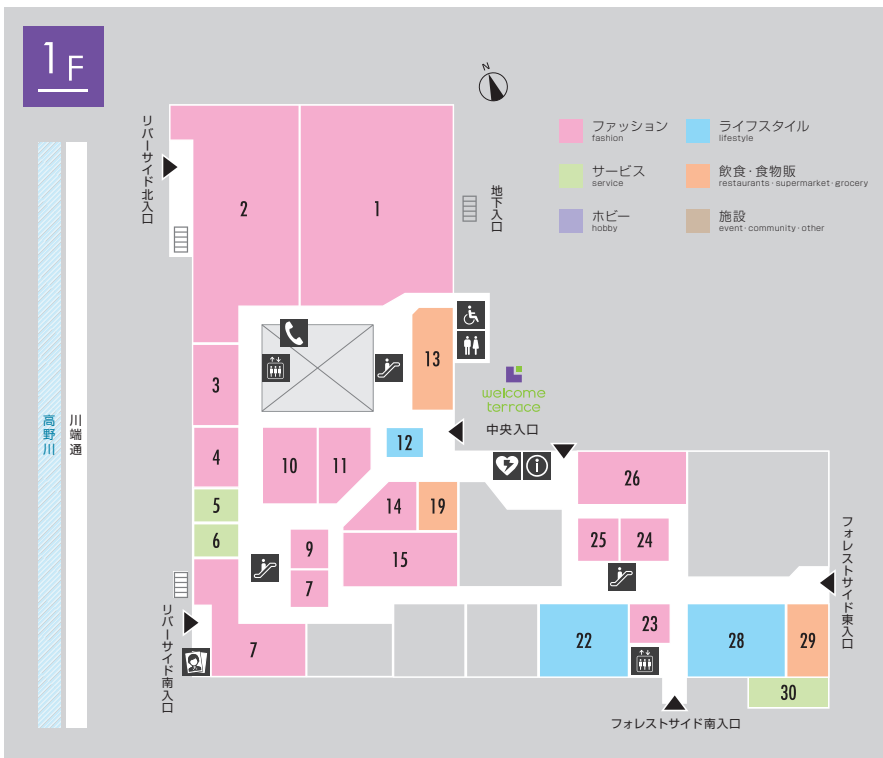 1F
N
リバーサイド北入口
地下入口
ファッション
fashion
ライフスタイル
lifestyle
サービス
service
飲食・食物販
restaurants・supermarket・grocery
ホビー
hobby
施設
event・community・other
2
1
13
3
welcome
terrace
中央入口
高野川
川端通
4
10
11
12
26
5
14
19
6
9
15
25
24
7
フォレストサイド東入口
リバーサイド南入口
7
22
23
28
29
30
フォレストサイド南入口